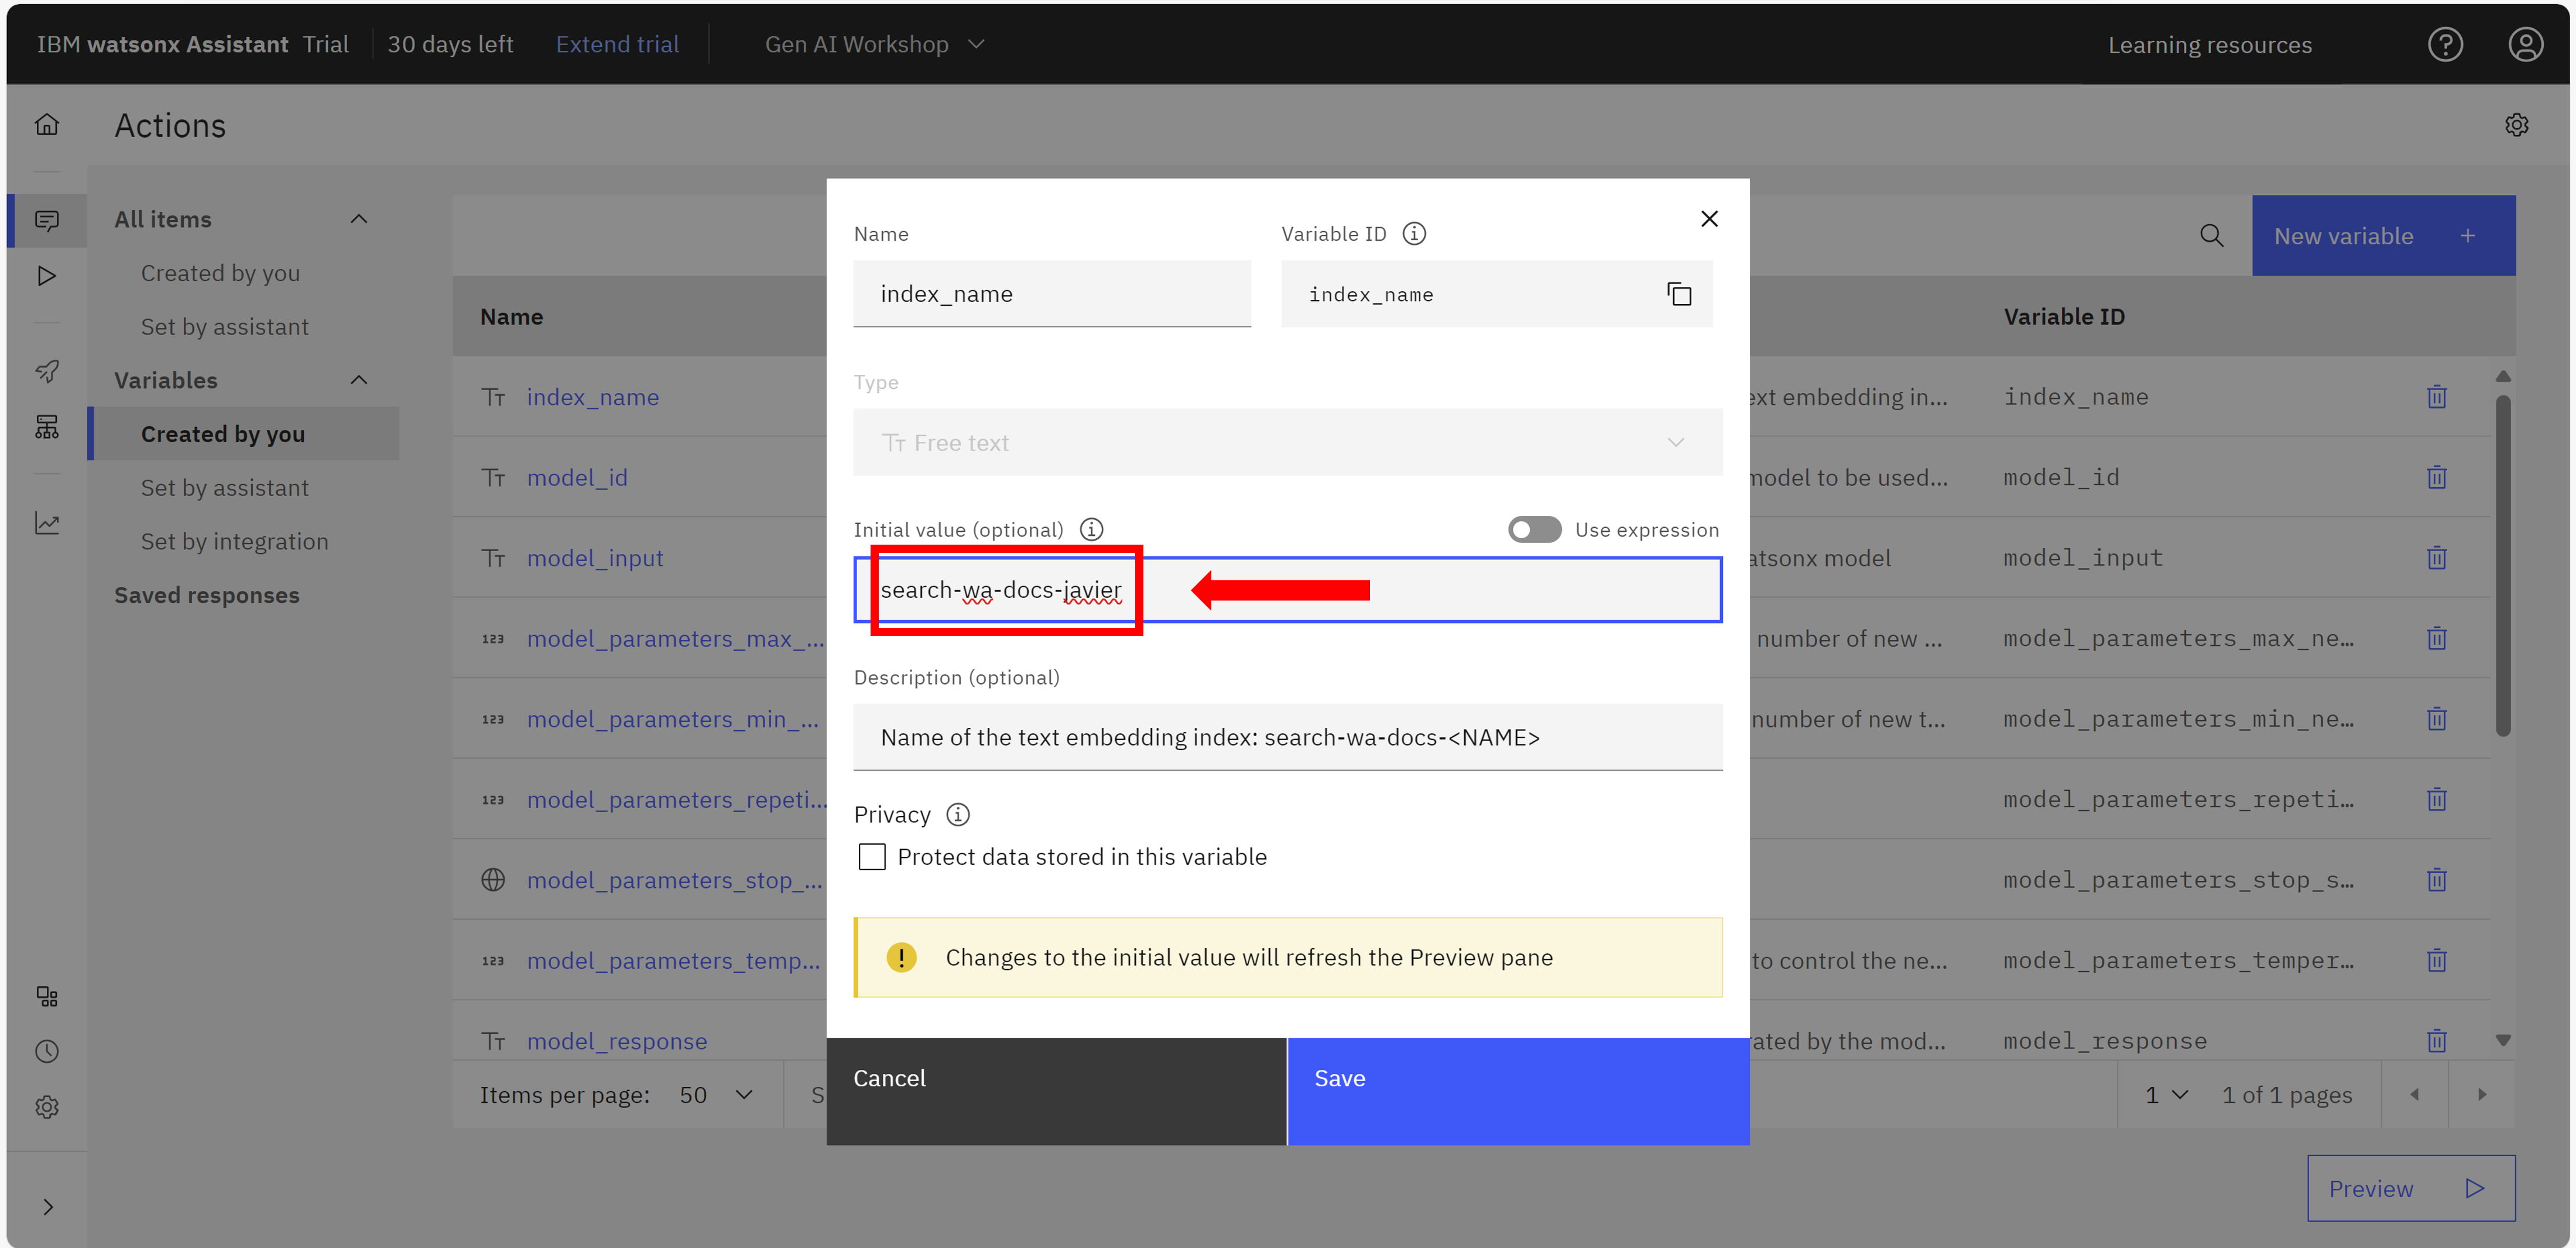 IBM watsonx Assistant Trial 30 days left Extend trial Gen AI Workshop Learning resources
Actions
All items
Created by you
Set by assistant
Variables
Created by you
Set by assistant
Set by integration
Saved responses
New variable +
Name Variable ID
index_name ext embedding in... index_name
model_id model to be used... model_id
model_input atsonx model model_input
model_parameters_max_... number of new ... model_parameters_max_ne...
model_parameters_min_... number of new t... model_parameters_min_ne...
model_parameters_repeti... model_parameters_repeti...
model_parameters_stop_... model_parameters_stop_s...
model_parameters_temp... to control the ne... model_parameters_temper...
model_response rated by the mod... model_response
Items per page: 50 S 1 1 of 1 pages
Preview
Name Variable ID
index_name index_name
Type
Free text
Initial value (optional) Use expression
search-wa-docs-javier
Description (optional)
Name of the text embedding index: search-wa-docs-<NAME>
Privacy
Protect data stored in this variable
Changes to the initial value will refresh the Preview pane
Cancel Save